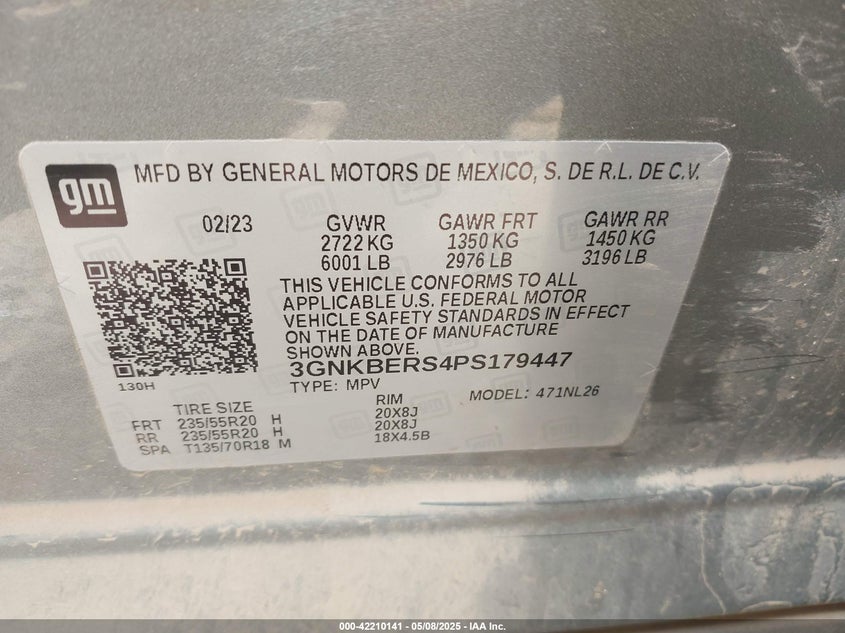 gm
MFD BY GENERAL MOTORS DE MEXICO, S. DE R.L. DE C.V.
02/23 GVWR GAWR FRT GAWR RR
2722 KG 1350 KG 1450 KG
6001 LB 2976 LB 3196 LB
THIS VEHICLE CONFORMS TO ALL
APPLICABLE U.S. FEDERAL MOTOR
VEHICLE SAFETY STANDARDS IN EFFECT
ON THE DATE OF MANUFACTURE
SHOWN ABOVE.
3GNKBERS4PS179447
130H
TYPE: MPV MODEL: 471NL26
TIRE SIZE RIM
FRT 235/55R20 H 20X8J
RR 235/55R20 H 20X8J
SPA T135/70R18 M 18X4.5B
000-42210141 - 05/08/2025 - IAA Inc.